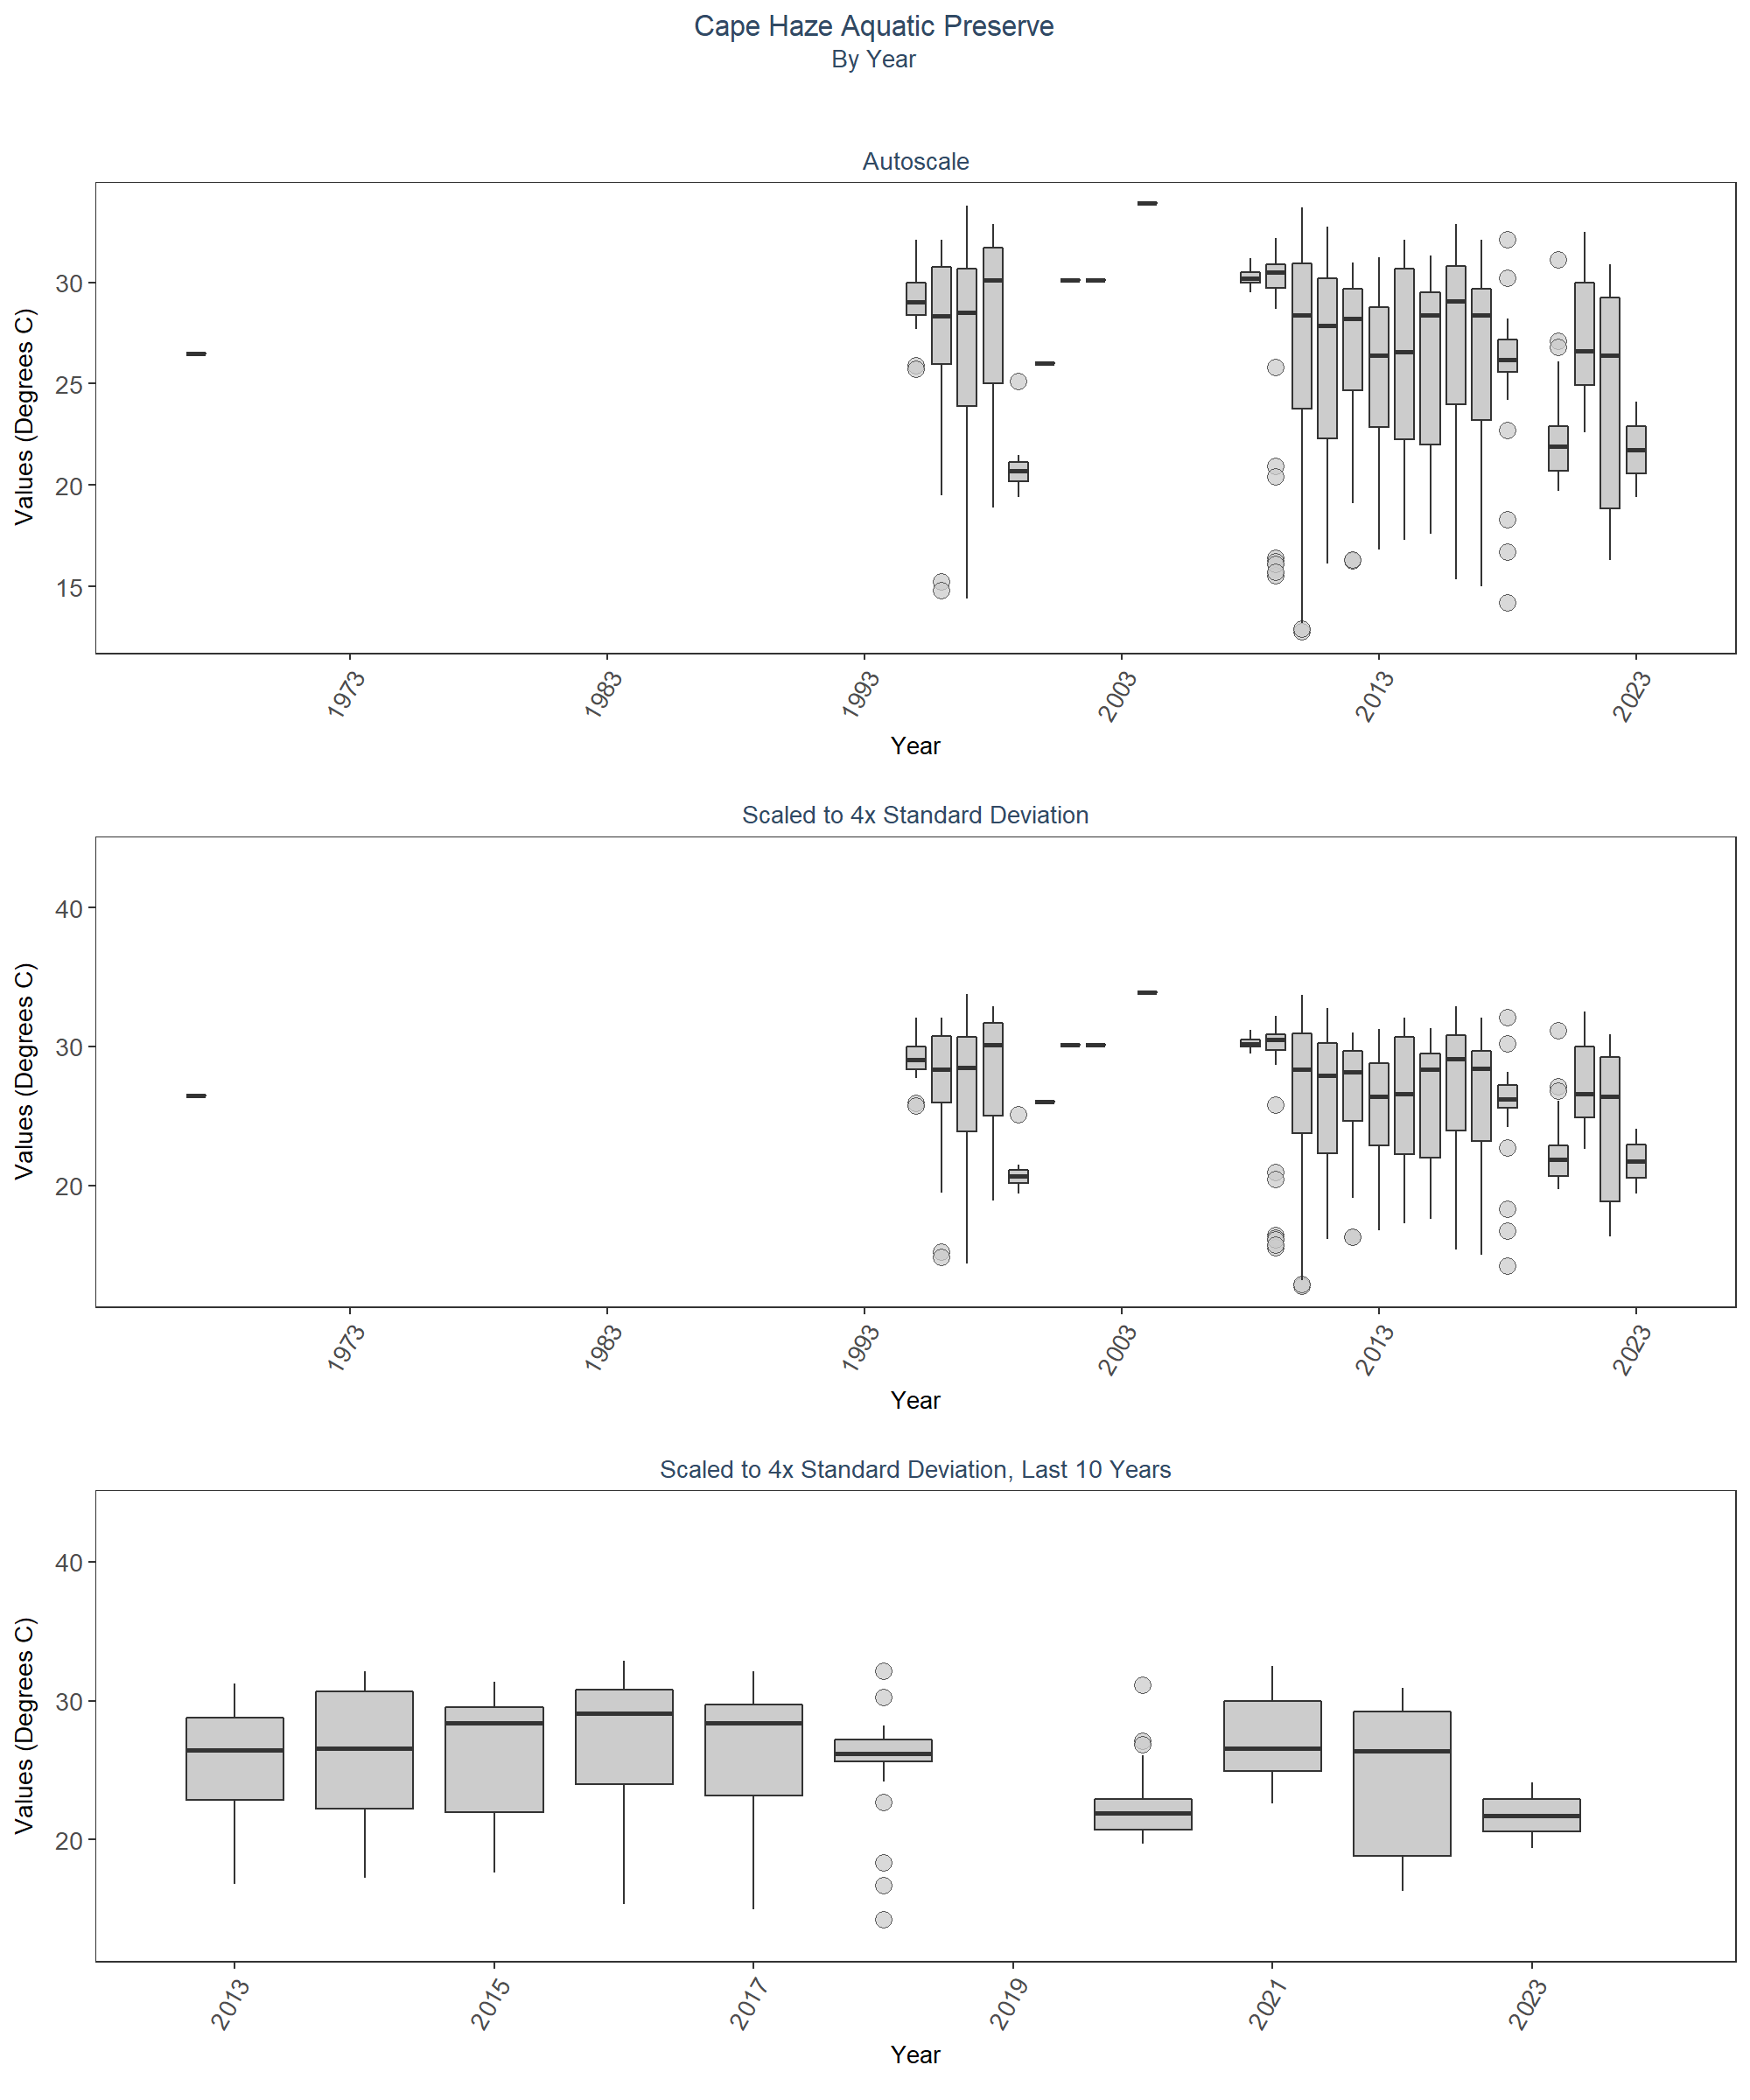 Cape Haze Aquatic Preserve
By Year
Autoscale
Values (Degrees C)
30
25
20
15
1973
1983
1993
2003
2013
2023
Year
Scaled to 4x Standard Deviation
Values (Degrees C)
40
30
20
1973
1983
1993
2003
2013
2023
Year
Scaled to 4x Standard Deviation, Last 10 Years
Values (Degrees C)
40
30
20
2013
2015
2017
2019
2021
2023
Year